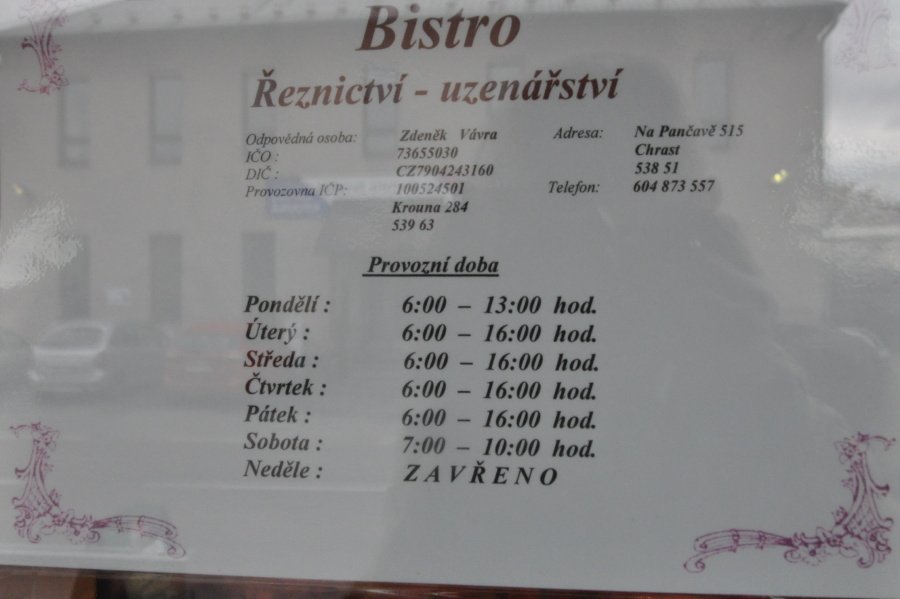 Bistro
Řeznictví - uzenářství
Odpovědná osoba: Zdeněk Vávra Adresa: Na Pančavě 515
IČO : 73655030 Chrast
DIČ : CZ7904243160 538 51
Provozovna IČP: 100524501 Telefon: 604 873 557
Krouna 284
539 63
Provozní doba
Pondělí : 6:00 – 13:00 hod.
Úterý : 6:00 – 16:00 hod.
Středa : 6:00 – 16:00 hod.
Čtvrtek : 6:00 – 16:00 hod.
Pátek : 6:00 – 16:00 hod.
Sobota : 7:00 – 10:00 hod.
Neděle : Z A V Ř E N O